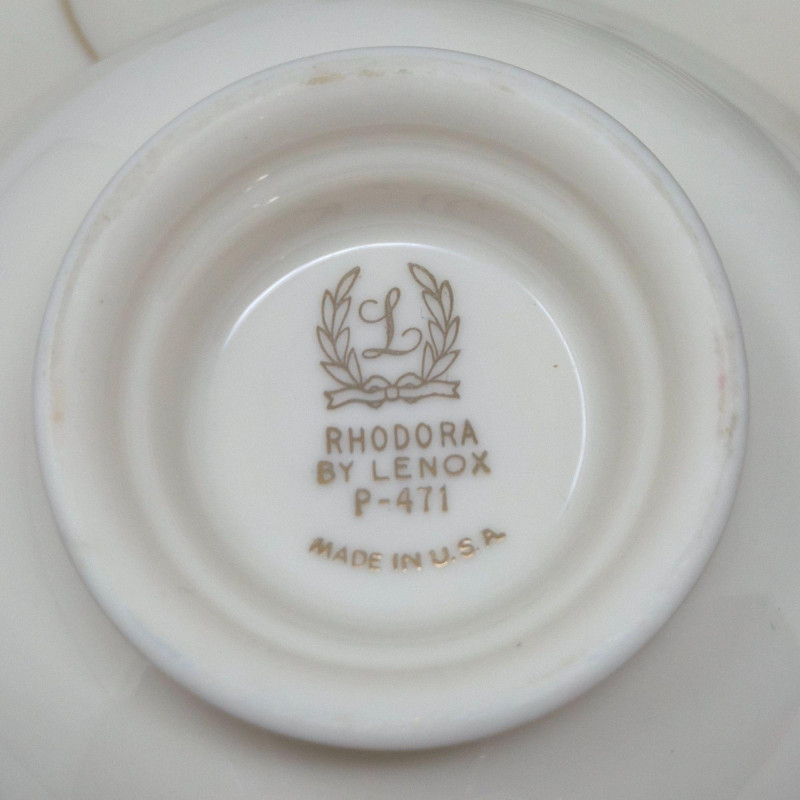 L
RHODORA
BY LENOX
P-471
MADE IN U.S.A.